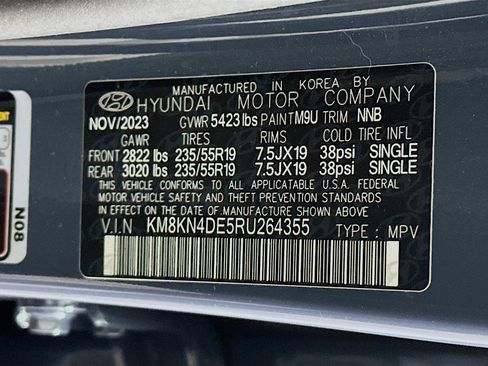 MANUFACTURED IN KOREA BY
HYUNDAI MOTOR COMPANY
NOV/2023 GVWR 5423 lbs PAINT M9U TRIM NNB
GAWR TIRES RIMS COLD TIRE INFL
FRONT 2822 lbs 235/55R19 7.5JX19 38psi SINGLE
REAR 3020 lbs 235/55R19 7.5JX19 38psi SINGLE
THIS VEHICLE CONFORMS TO ALL APPLICABLE U.S.A. FEDERAL
MOTOR VEHICLE SAFETY AND THEFT PREVENTION STANDARDS
IN EFFECT ON THE DATE OF MANUFACTURE SHOWN ABOVE.
V.I.N KM8KN4DE5RU264355 TYPE : MPV
N08